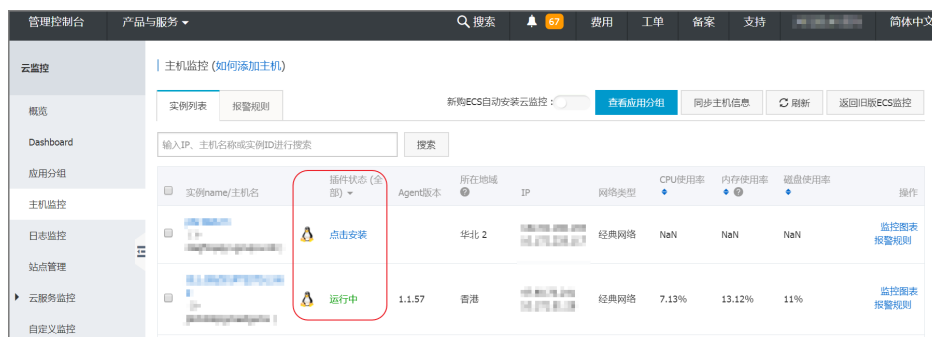 管理控制台 产品与服务 搜索 67 费用 工单 备案 支持 简体中文
云监控
主机监控 (如何添加主机)
实例列表 报警规则 新购ECS自动安装云监控： 查看应用分组 同步主机信息 刷新 返回旧版ECS监控
概览
Dashboard
输入IP、主机名称或实例ID进行搜索 搜索
应用分组
主机监控
日志监控
站点管理
云服务监控
自定义监控
实例name/主机名 插件状态 (全部) Agent版本 所在地域 IP 网络类型 CPU使用率 内存使用率 磁盘使用率 操作
点击安装 华北 2 经典网络 NaN NaN NaN 监控图表
报警规则
运行中 1.1.57 香港 经典网络 7.13% 13.12% 11% 监控图表
报警规则